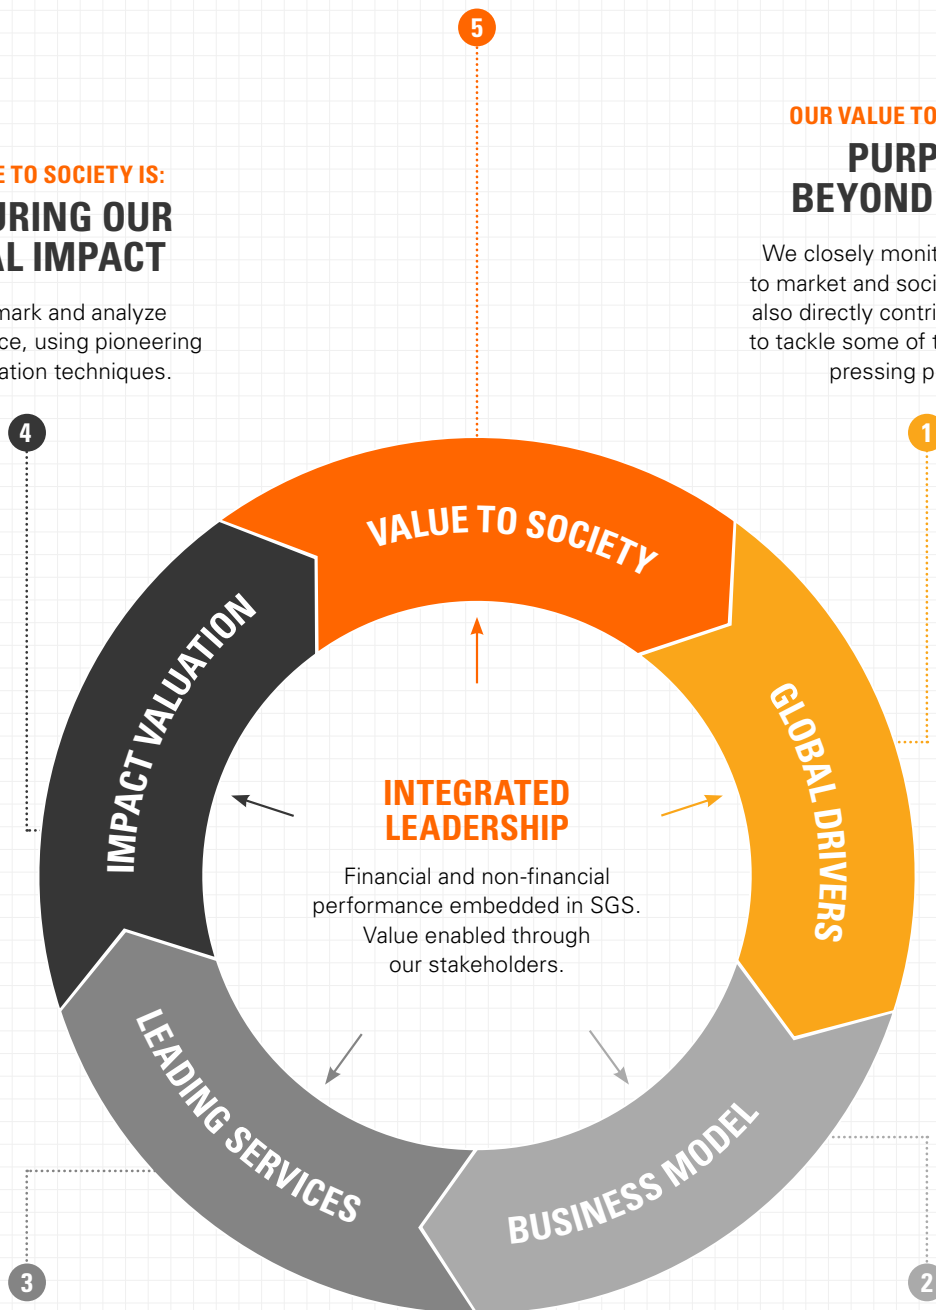 5
E TO SOCIETY IS:
URING OUR
AL IMPACT
mark and analyze
ce, using pioneering
ation techniques.
4
OUR VALUE TO
PURP
BEYOND
We closely monit
to market and soci
also directly contri
to tackle some of t
pressing p
1
VALUE TO SOCIETY
IMPACT VALUATION
GLOBAL DRIVERS
INTEGRATED
LEADERSHIP
Financial and non-financial
performance embedded in SGS.
Value enabled through
our stakeholders.
LEADING SERVICES
BUSINESS MODEL
3
2